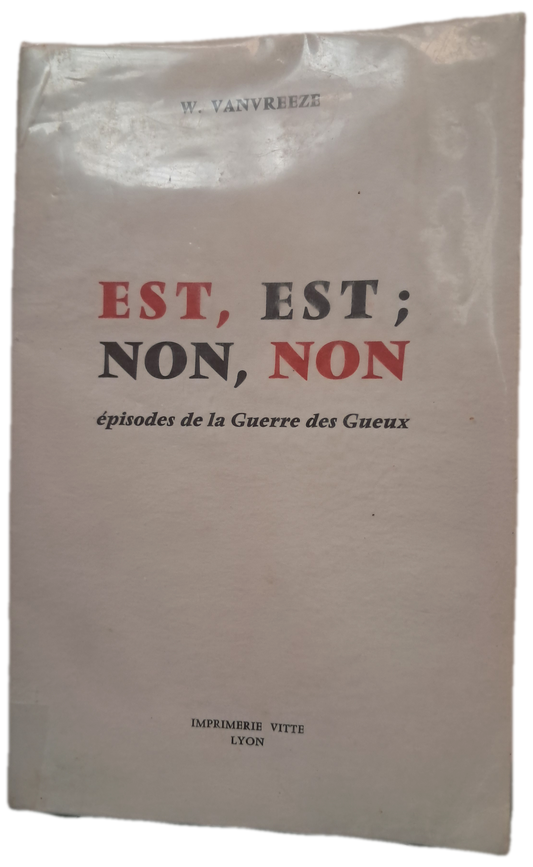 W. VANVREEZE
EST, EST ;
NON, NON
épisodes de la Guerre des Gueux
IMPRIMERIE VITTE
LYON